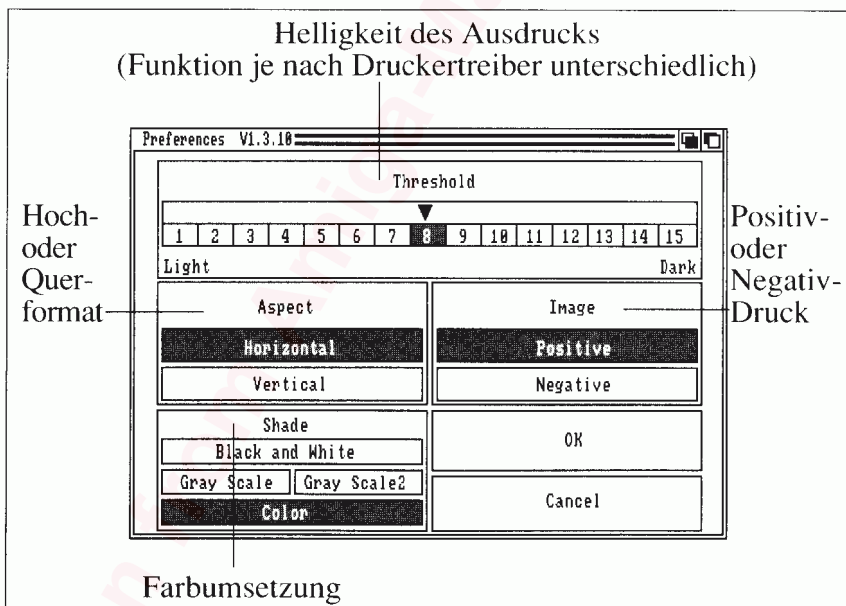 Helligkeit des Ausdrucks
(Funktion je nach Druckertreiber unterschiedlich)
Preferences V1.3.10
Threshold
1 2 3 4 5 6 7 8 9 10 11 12 13 14 15
Light Dark
Hoch-
oder
Quer-
format
Positiv-
oder
Negativ-
Druck
Aspect
Horizontal
Vertical
Image
Positive
Negative
Shade
Black and White
Gray Scale Gray Scale2
Color
OK
Cancel
Farbumsetzung